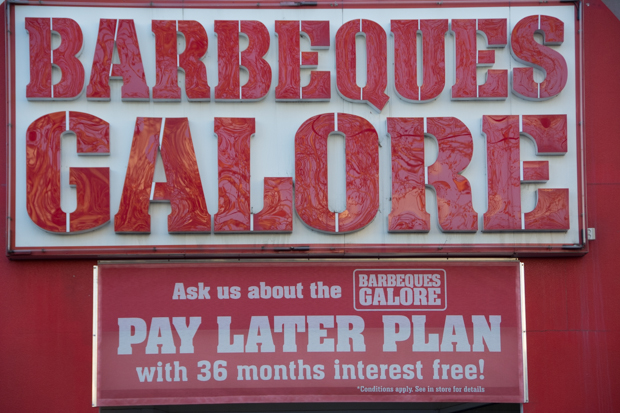 BARBEQUES
GALORE
Ask us about the BARBEQUES GALORE
PAY LATER PLAN
with 36 months interest free!
*Conditions apply. See in store for details